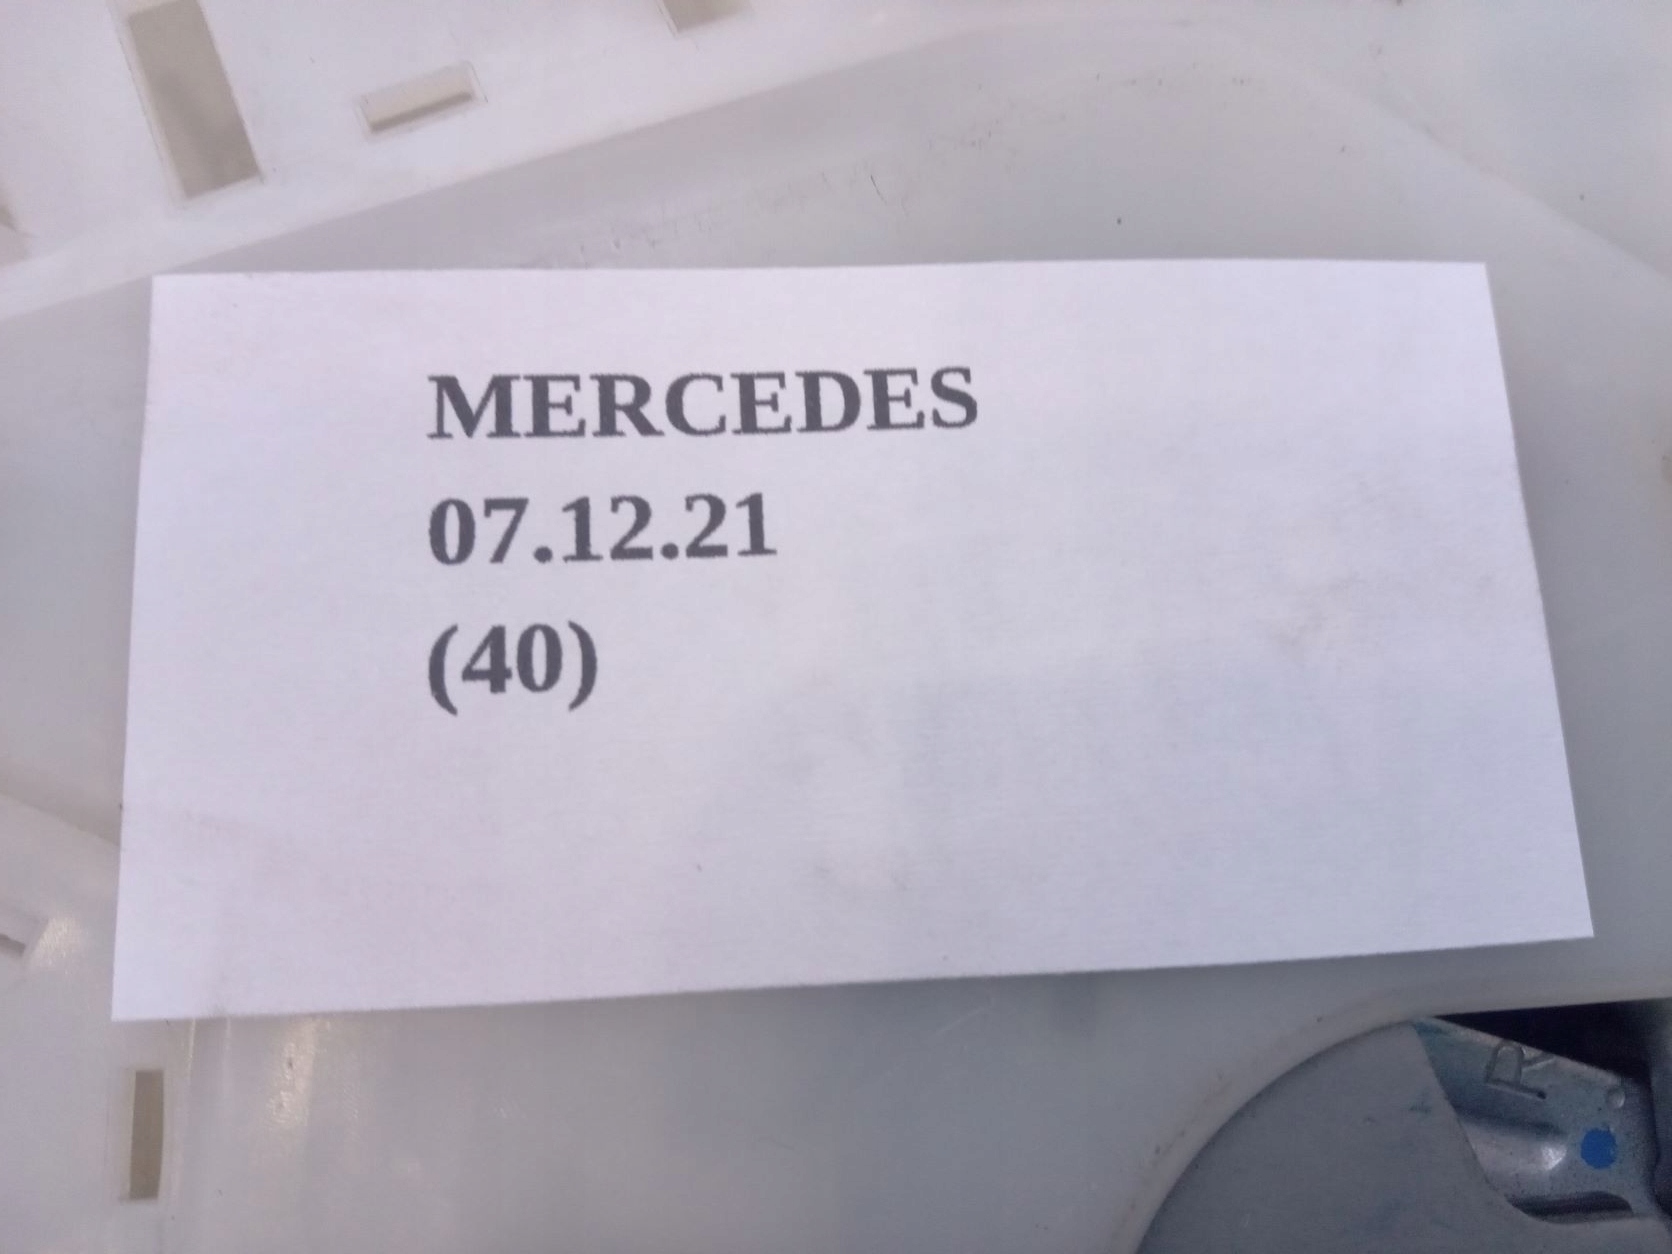 MERCEDES
07.12.21
(40)
R